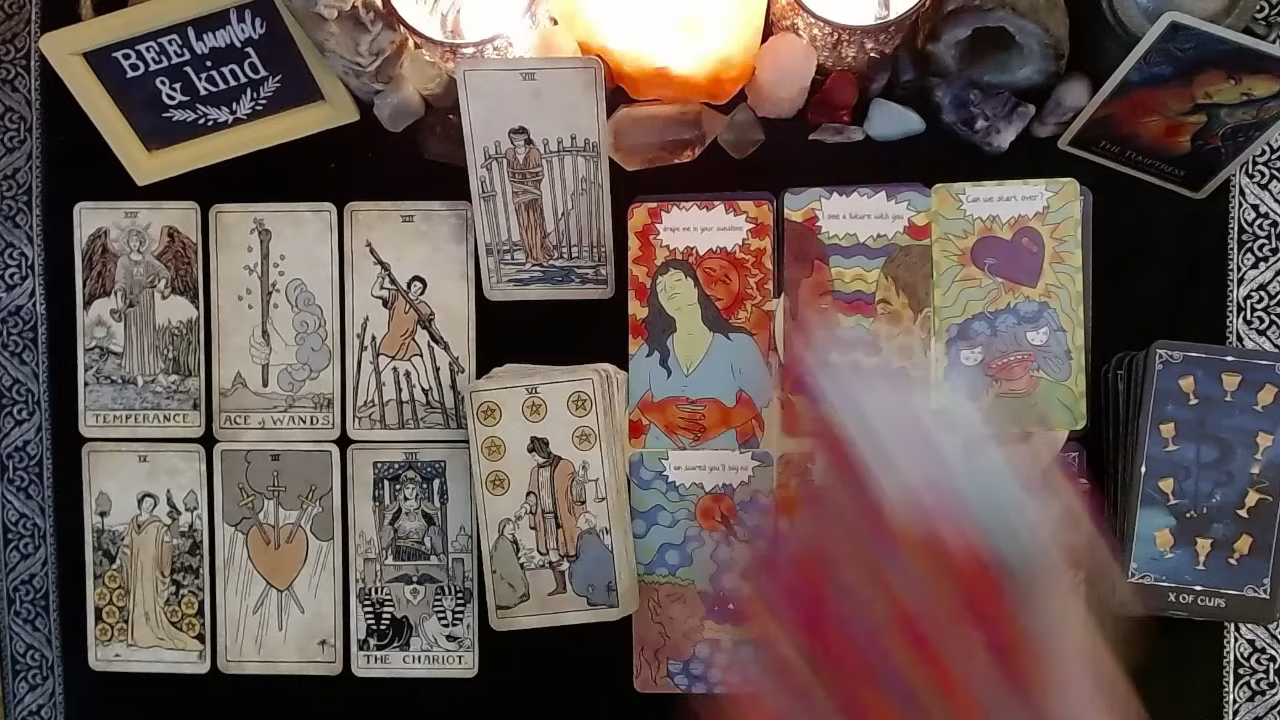 BEE humble
& kind
VIII
THE TEMPTRESS
XIV
TEMPERANCE.
ACE of WANDS.
VII
drape me in your sunshine
I see a future with you
Can we start over?
IX
III
VII
THE CHARIOT.
VI
I am scared you'll say no
X OF CUPS